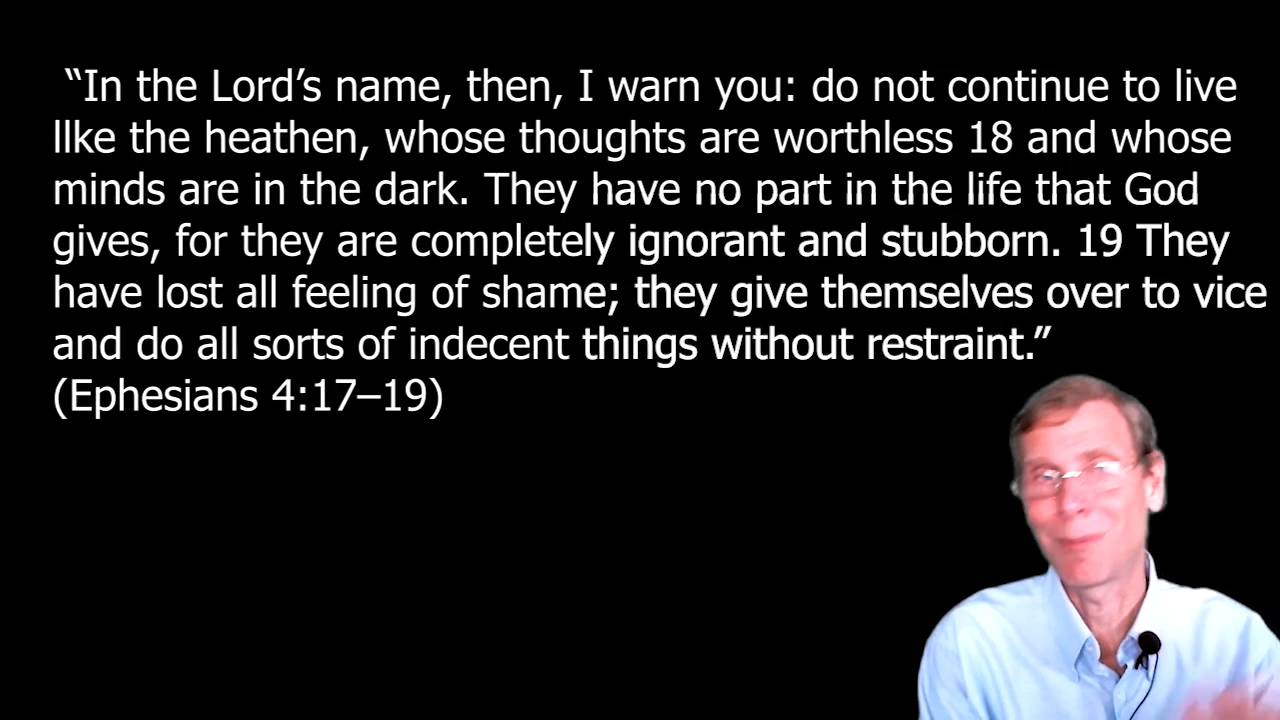 “In the Lord’s name, then, I warn you: do not continue to live
llke the heathen, whose thoughts are worthless 18 and whose
minds are in the dark. They have no part in the life that God
gives, for they are completely ignorant and stubborn. 19 They
have lost all feeling of shame; they give themselves over to vice
and do all sorts of indecent things without restraint.”
(Ephesians 4:17–19)